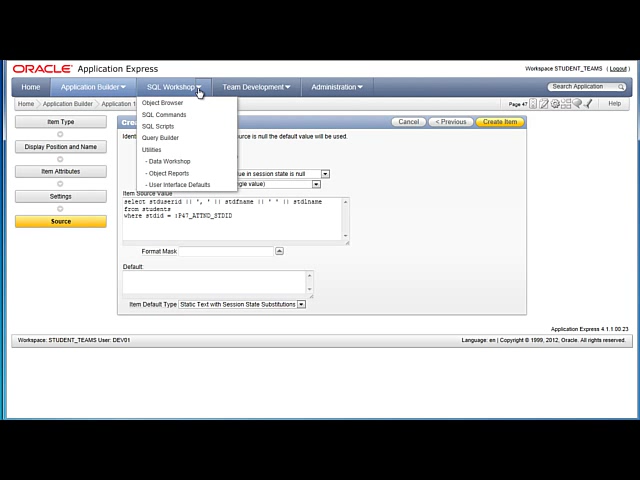 ORACLE Application Express
Workspace STUDENT_TEAMS (Logout)
Home Application Builder SQL Workshop Team Development Administration Search Application
Home Application Builder Application 1 Page 47 Help
Object Browser
SQL Commands
SQL Scripts
Query Builder
Utilities
- Data Workshop
- Object Reports
- User Interface Defaults
Item Type
Display Position and Name
Item Attributes
Settings
Source
Cancel < Previous Create Item
Identi ource is null the default value will be used.
ue in session state is null
gle value)
Item Source Value
select stduserid || ', ' || stdfname || ' ' || stdlname
from students
where stdid = :P47_ATTND_STDID
Format Mask
Default:
Item Default Type Static Text with Session State Substitutions
Application Express 4.1.1.00.23
Workspace: STUDENT_TEAMS User: DEV01
Language: en | Copyright © 1999, 2012, Oracle. All rights reserved.